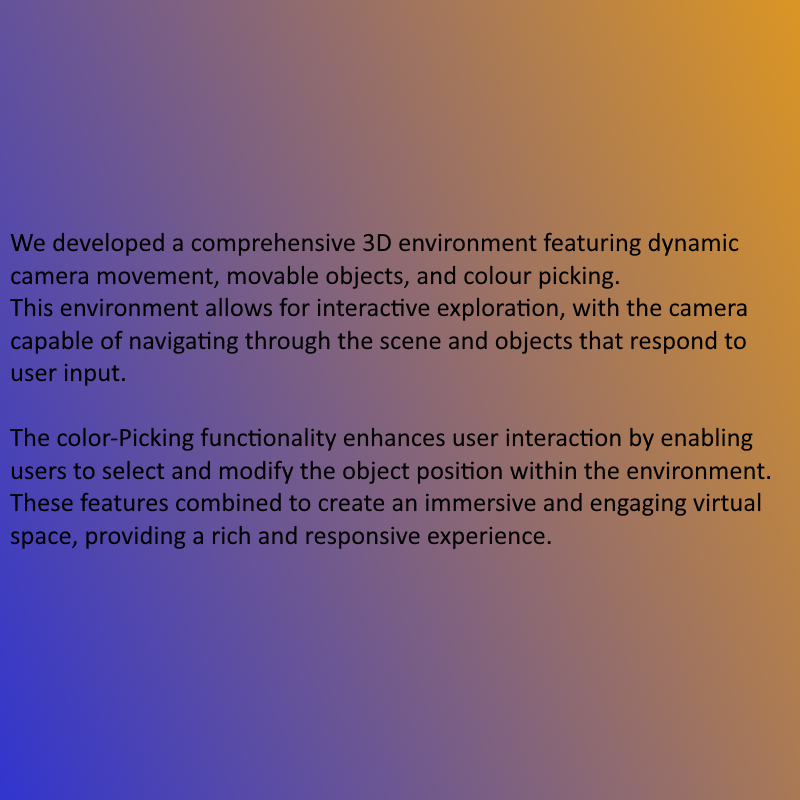 We developed a comprehensive 3D environment featuring dynamic
camera movement, movable objects, and colour picking.
This environment allows for interactive exploration, with the camera
capable of navigating through the scene and objects that respond to
user input.

The color-Picking functionality enhances user interaction by enabling
users to select and modify the object position within the environment.
These features combined to create an immersive and engaging virtual
space, providing a rich and responsive experience.